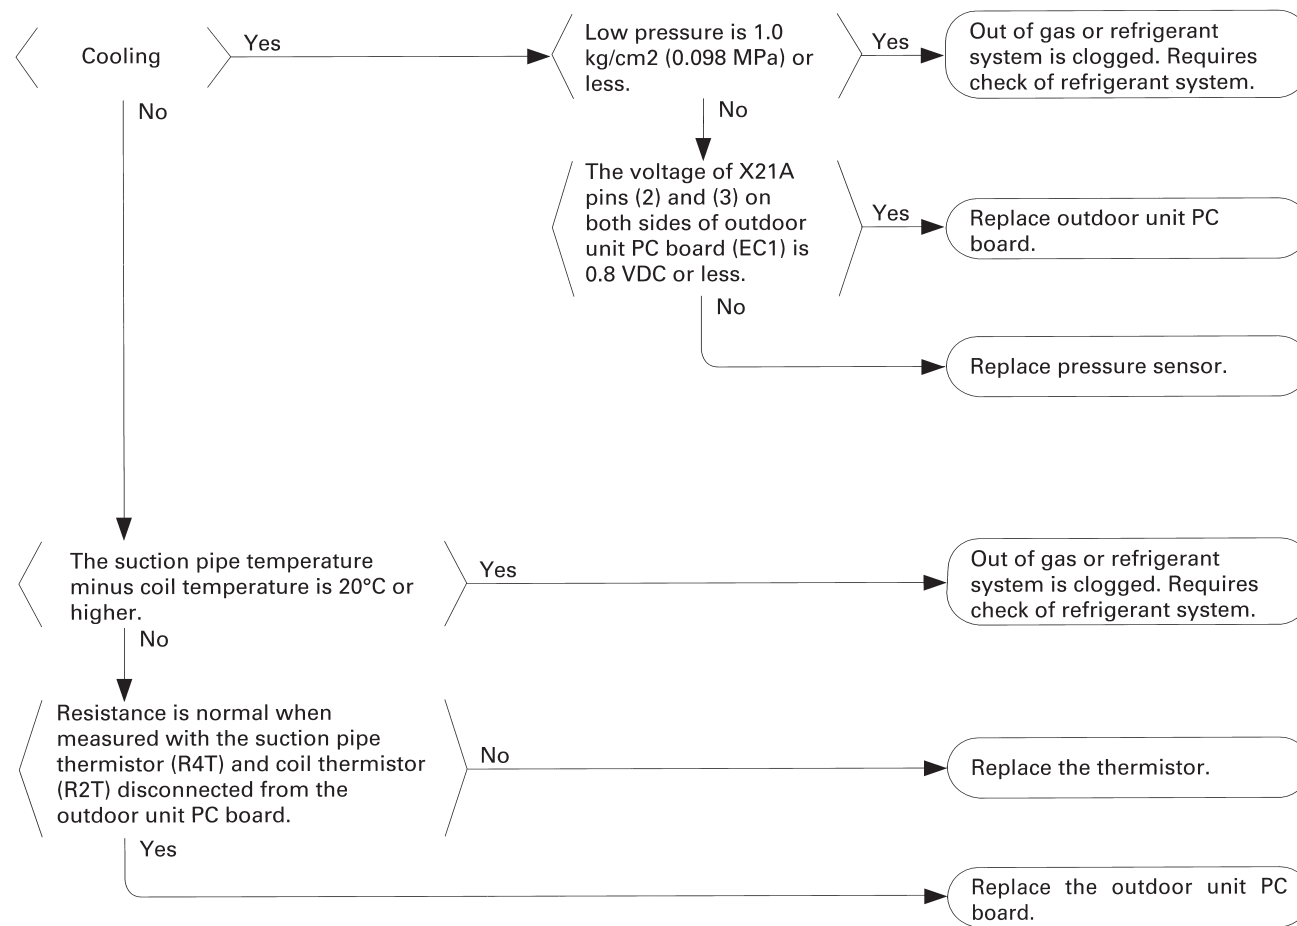 Cooling
Yes
Low pressure is 1.0
kg/cm2 (0.098 MPa) or
less.
Yes
Out of gas or refrigerant
system is clogged. Requires
check of refrigerant system.
No
No
The voltage of X21A
pins (2) and (3) on
both sides of outdoor
unit PC board (EC1) is
0.8 VDC or less.
Yes
Replace outdoor unit PC
board.
No
Replace pressure sensor.
The suction pipe temperature
minus coil temperature is 20°C or
higher.
Yes
Out of gas or refrigerant
system is clogged. Requires
check of refrigerant system.
No
Resistance is normal when
measured with the suction pipe
thermistor (R4T) and coil thermistor
(R2T) disconnected from the
outdoor unit PC board.
No
Replace the thermistor.
Yes
Replace the outdoor unit PC
board.